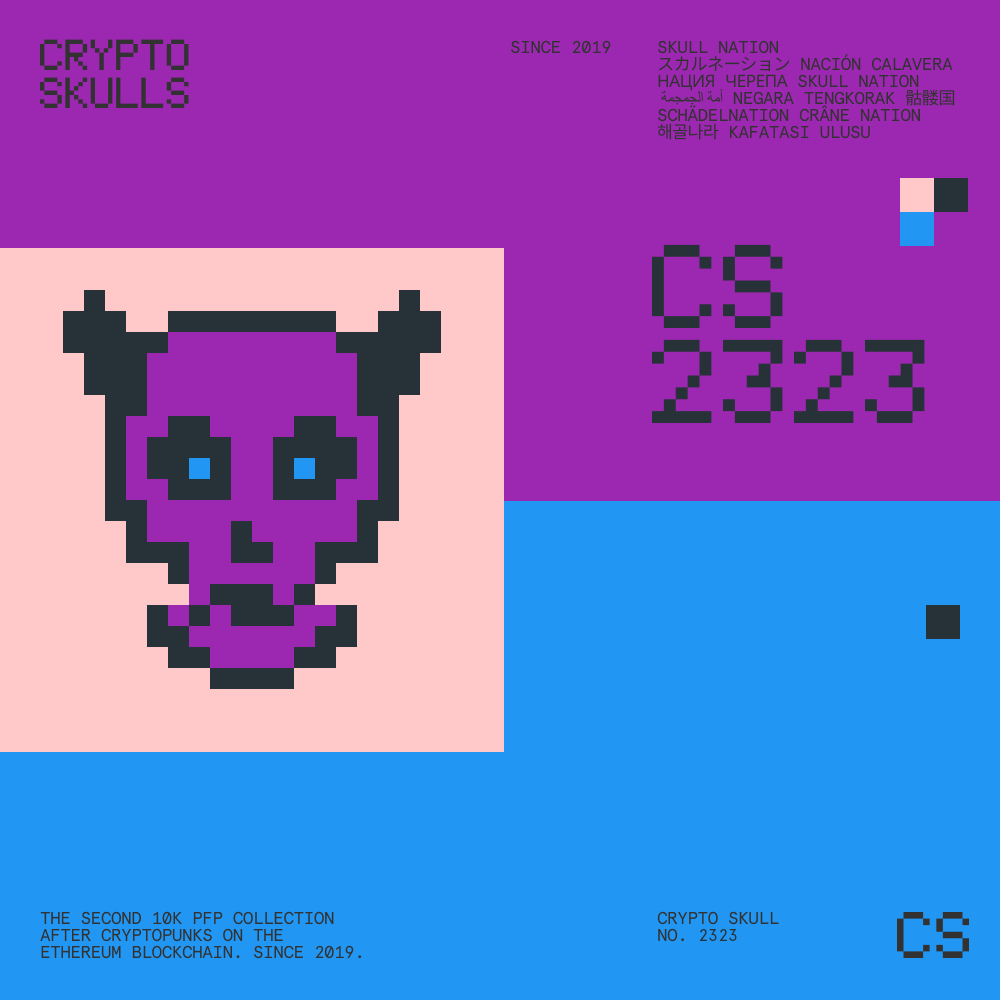 CRYPTO
SKULLS
SINCE 2019
SKULL NATION
スカルネーション NACIÓN CALAVERA
НАЦИЯ ЧЕРЕПА SKULL NATION
أمة الجمجمة NEGARA TENGKORAK 骷髅国
SCHÄDELNATION CRÂNE NATION
해골나라 KAFATASI ULUSU
CS
2323
THE SECOND 10K PFP COLLECTION
AFTER CRYPTOPUNKS ON THE
ETHEREUM BLOCKCHAIN. SINCE 2019.
CRYPTO SKULL
NO. 2323
CS